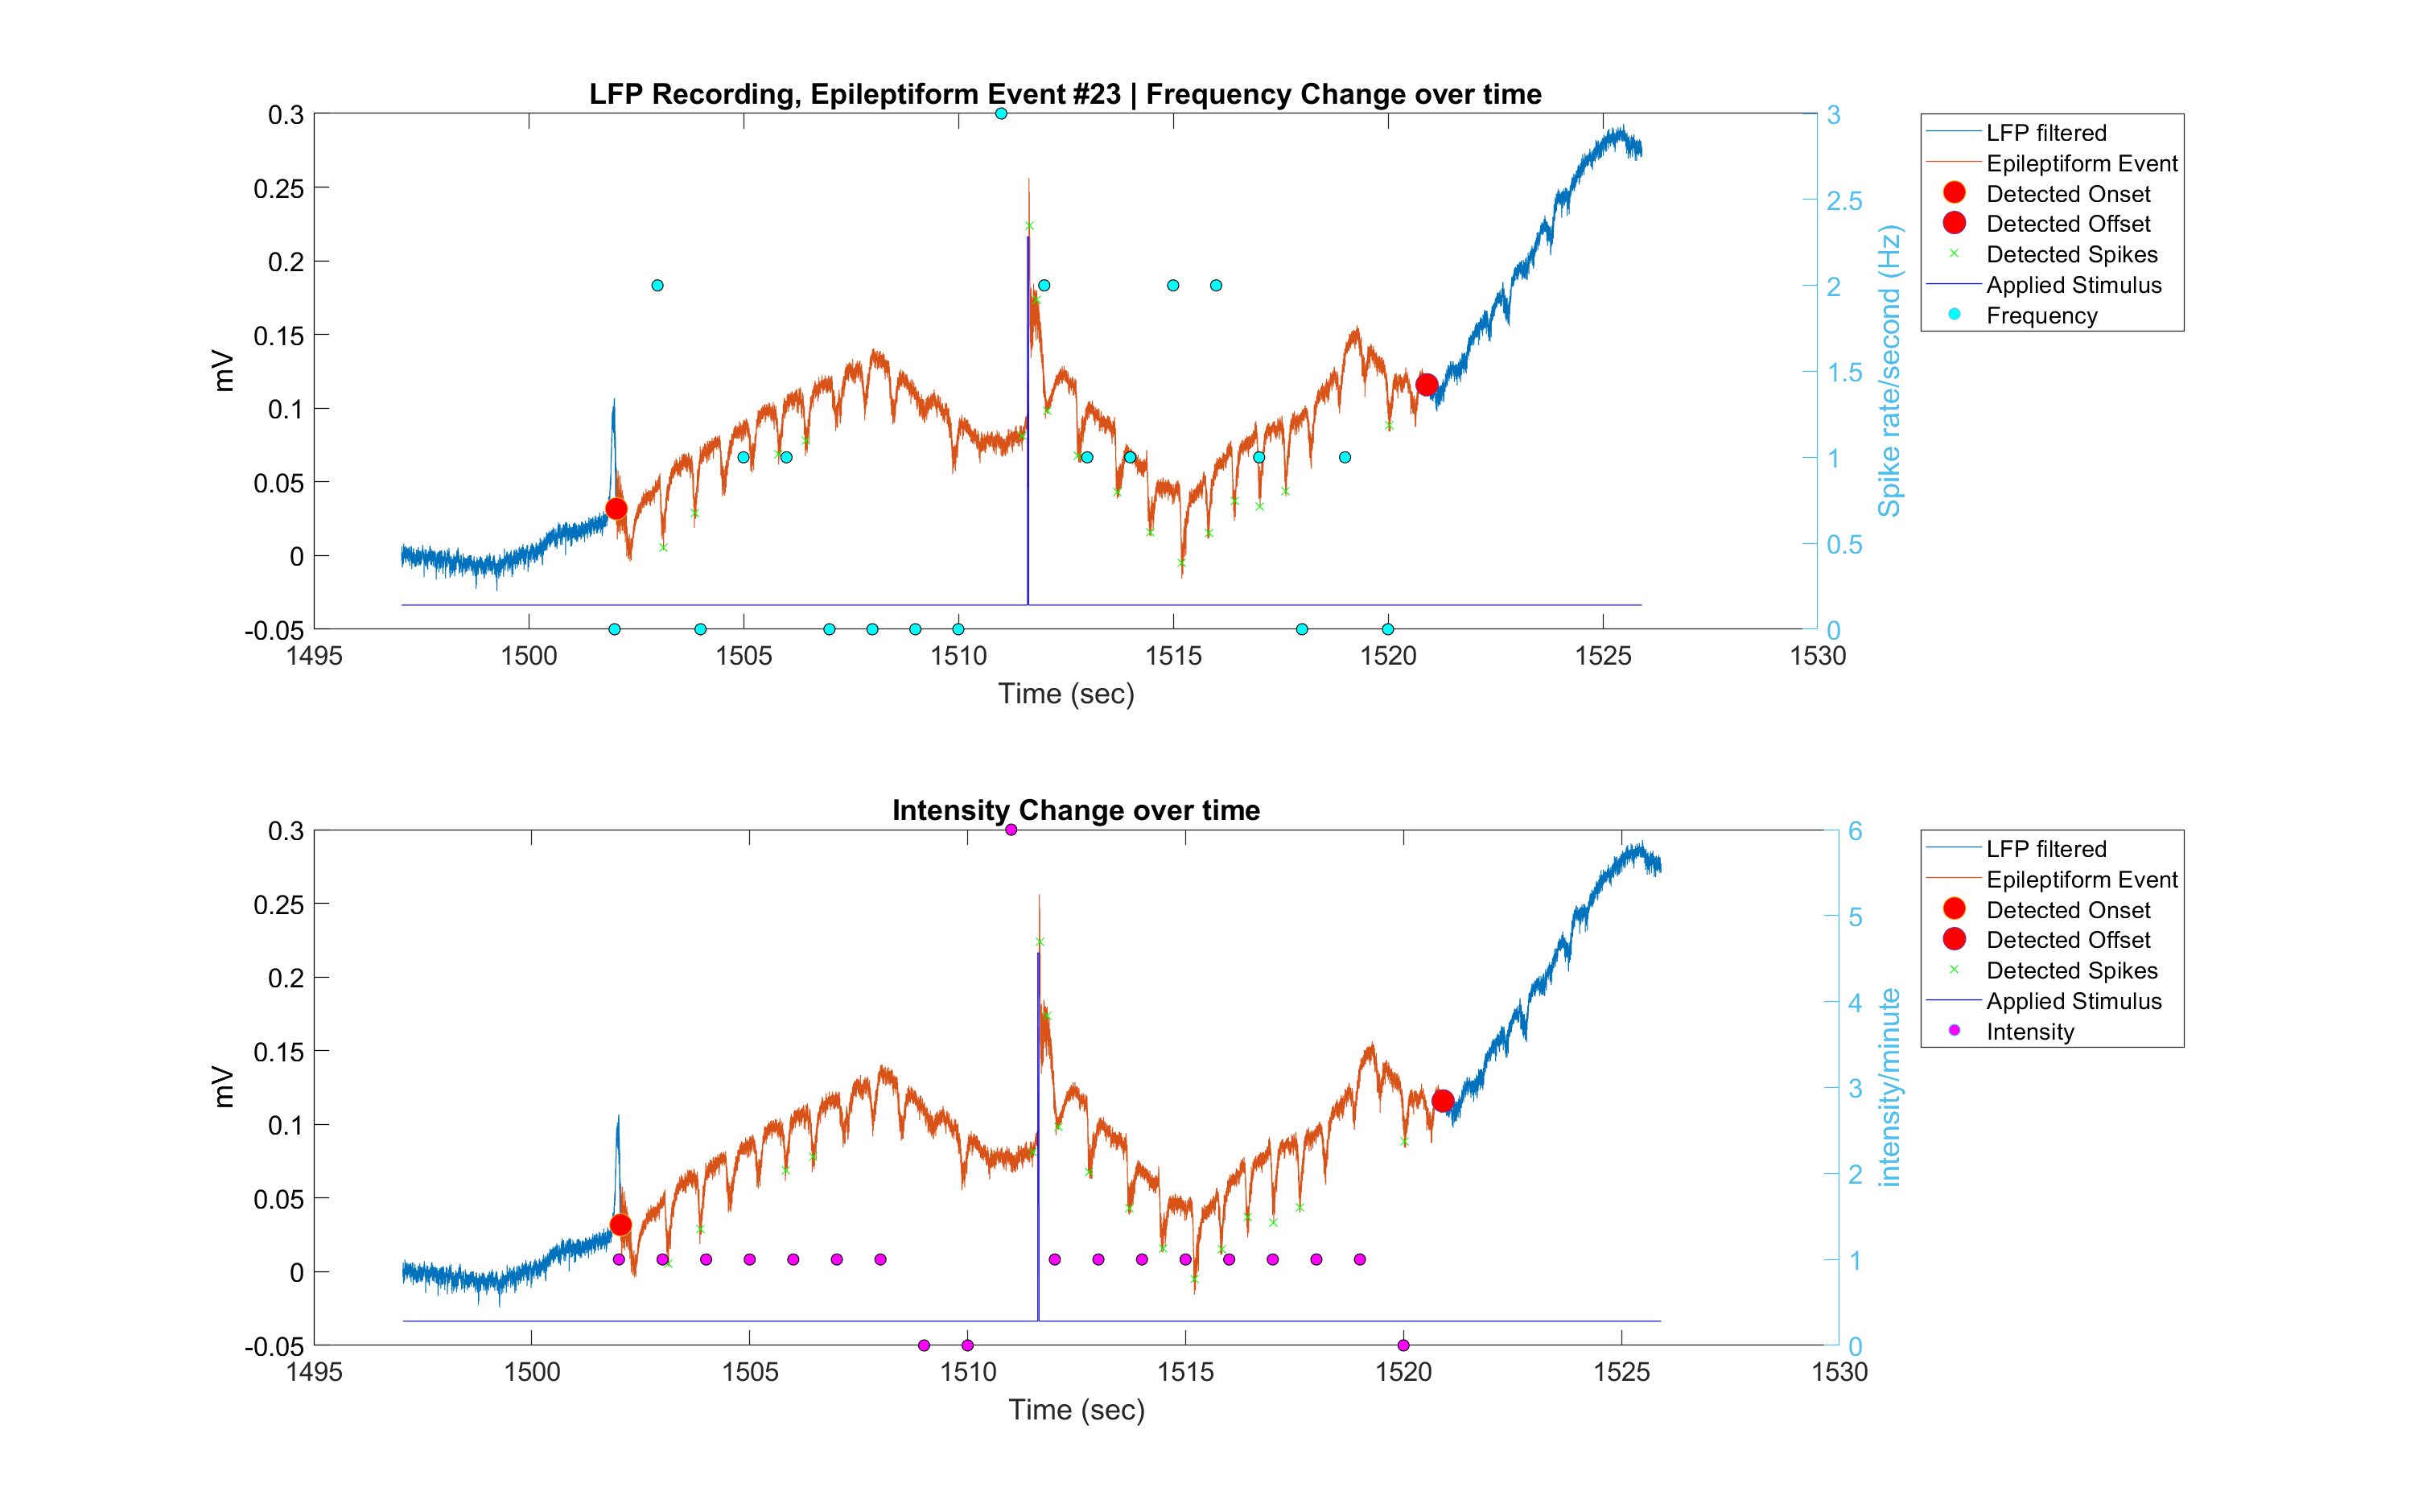 LFP Recording, Epileptiform Event #23 | Frequency Change over time
0.3
0.25
0.2
0.15
0.1
0.05
0
-0.05
mV
1495 1500 1505 1510 1515 1520 1525 1530
Time (sec)
3
2.5
2
1.5
1
0.5
0
Spike rate/second (Hz)
LFP filtered
Epileptiform Event
Detected Onset
Detected Offset
Detected Spikes
Applied Stimulus
Frequency
Intensity Change over time
0.3
0.25
0.2
0.15
0.1
0.05
0
-0.05
mV
1495 1500 1505 1510 1515 1520 1525 1530
Time (sec)
6
5
4
3
2
1
0
intensity/minute
LFP filtered
Epileptiform Event
Detected Onset
Detected Offset
Detected Spikes
Applied Stimulus
Intensity